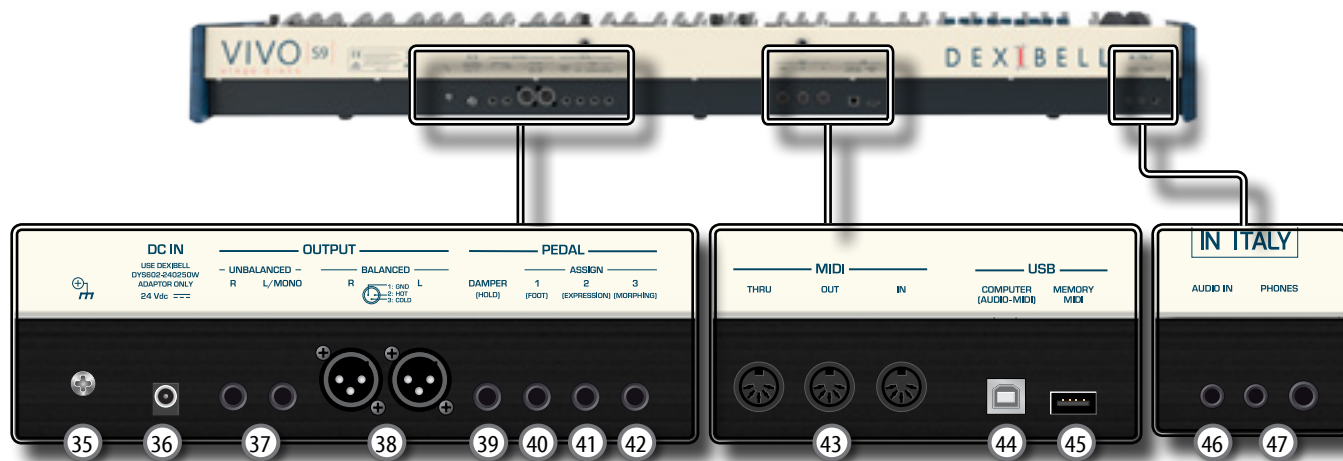 VIVO S9
DEXIBELL
DC IN
USE DEXIBELL
DYS602-240250W
ADAPTOR ONLY
24 Vdc
OUTPUT
UNBALANCED
R L/MONO
BALANCED
R L
1: GND
2: HOT
3: COLD
PEDAL
DAMPER
(HOLD)
ASSIGN
1 2 3
(FOOT) (EXPRESSION) (MORPHING)
MIDI
THRU OUT IN
USB
COMPUTER
(AUDIO-MIDI)
MEMORY
MIDI
IN ITALY
AUDIO IN PHONES
35 36 37 38 39 40 41 42 43 44 45 46 47